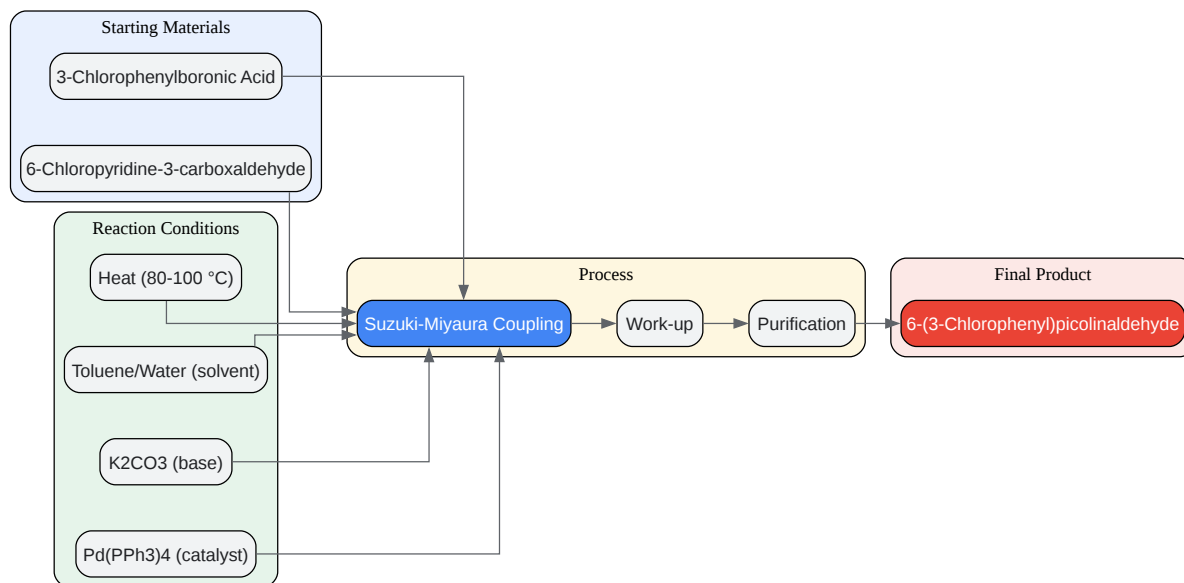 Starting Materials
3-Chlorophenylboronic Acid
6-Chloropyridine-3-carboxaldehyde
Reaction Conditions
Heat (80-100 °C)
Toluene/Water (solvent)
K2CO3 (base)
Pd(PPh3)4 (catalyst)
Process
Suzuki-Miyaura Coupling
Work-up
Purification
Final Product
6-(3-Chlorophenyl)picolinaldehyde